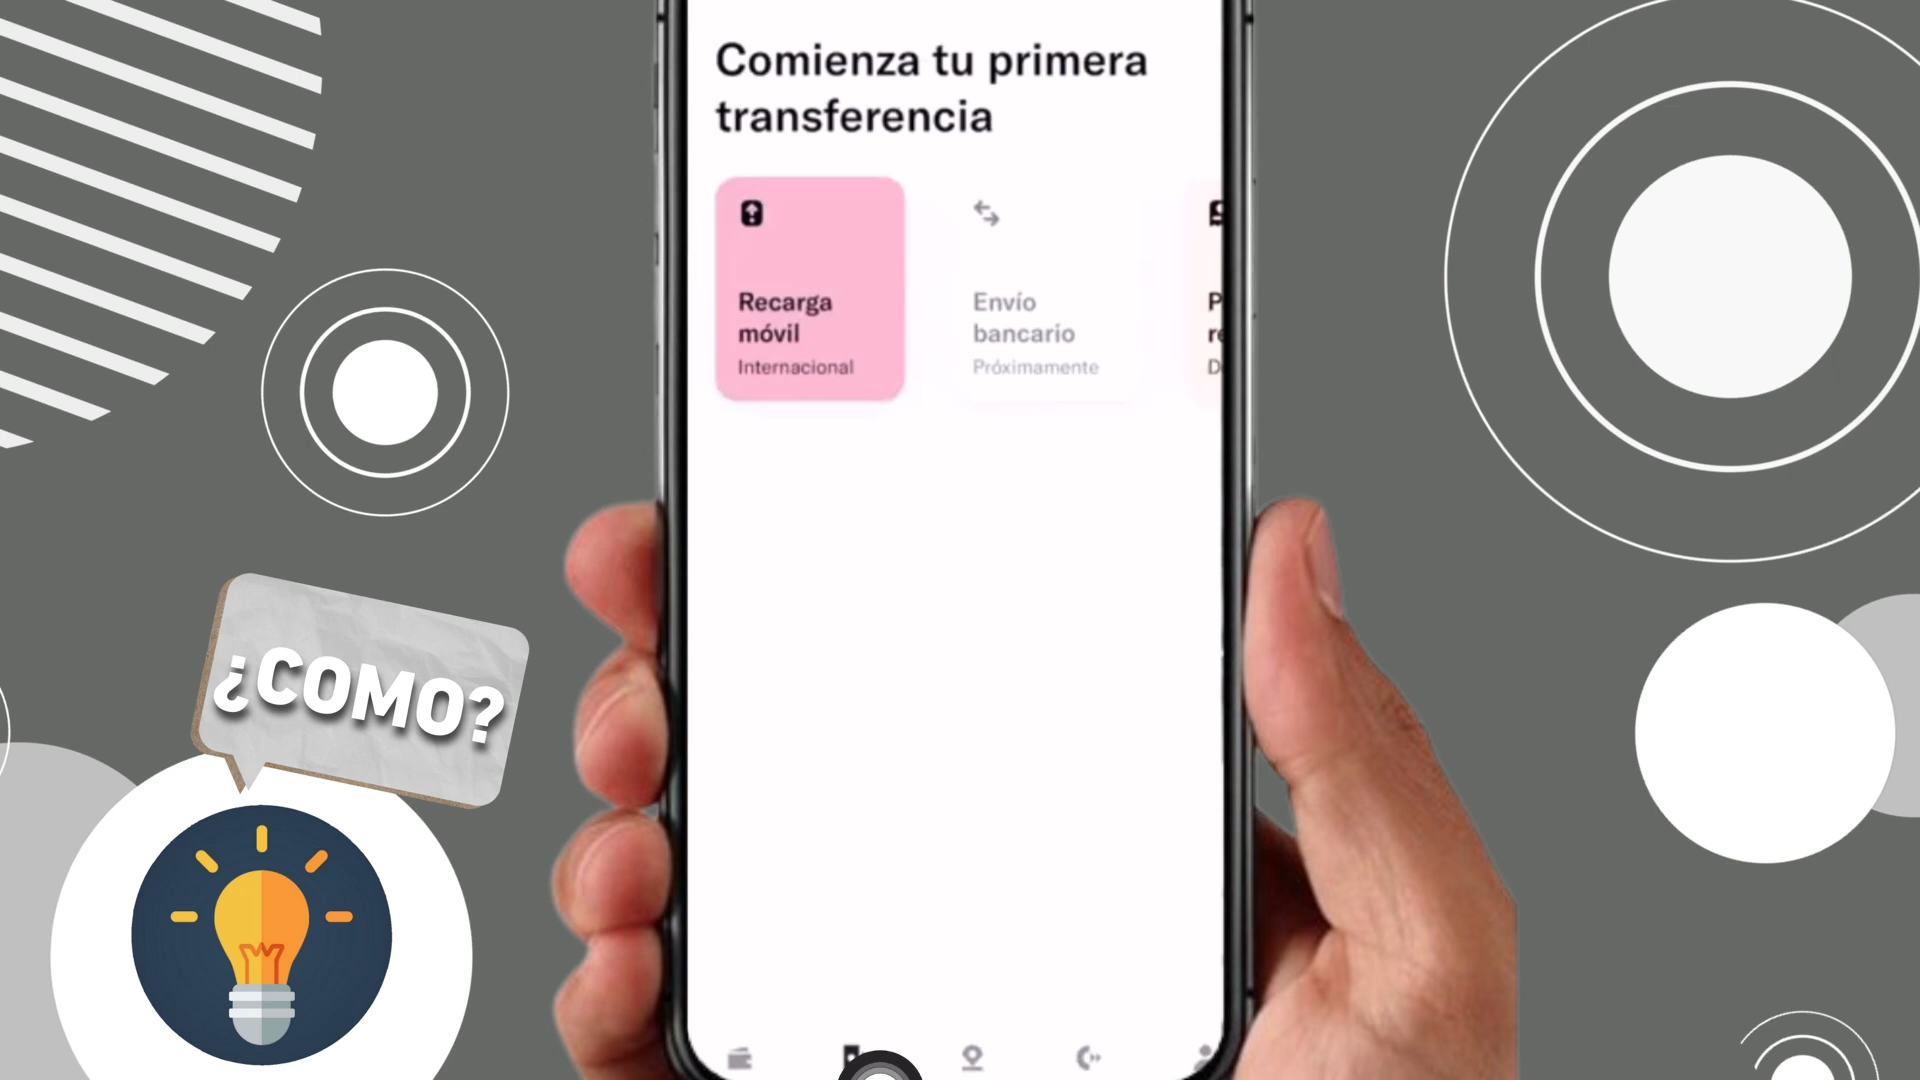 Comienza tu primera
transferencia
Recarga
móvil
Internacional
Envío
bancario
Próximamente
¿COMO?